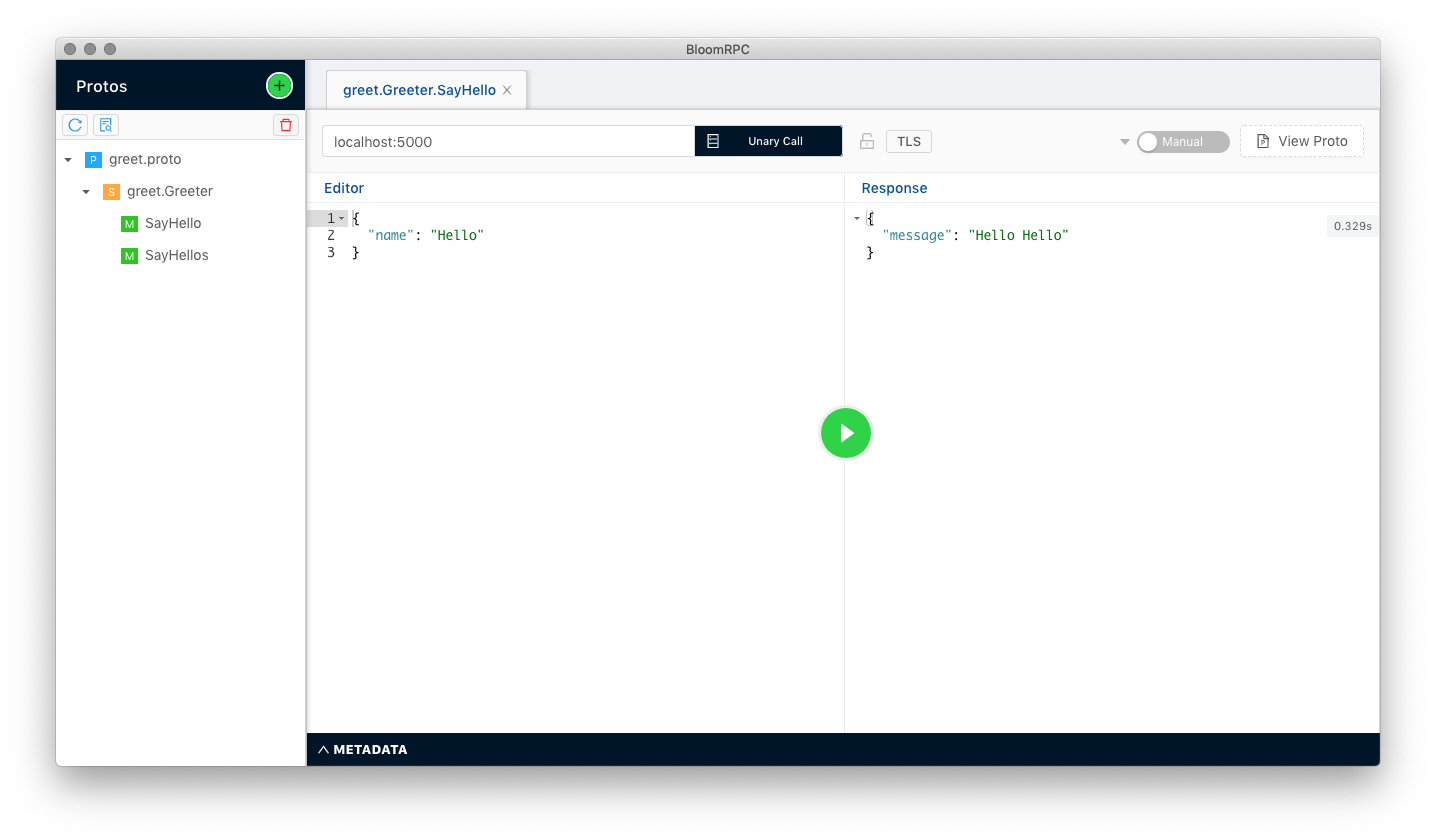 BloomRPC
Protos
greet.Greeter.SayHello
localhost:5000
Unary Call
TLS
Manual
View Proto
P greet.proto
S greet.Greeter
M SayHello
M SayHellos
Editor
1 {
2 "name": "Hello"
3 }
Response
{
"message": "Hello Hello"
}
0.329s
METADATA